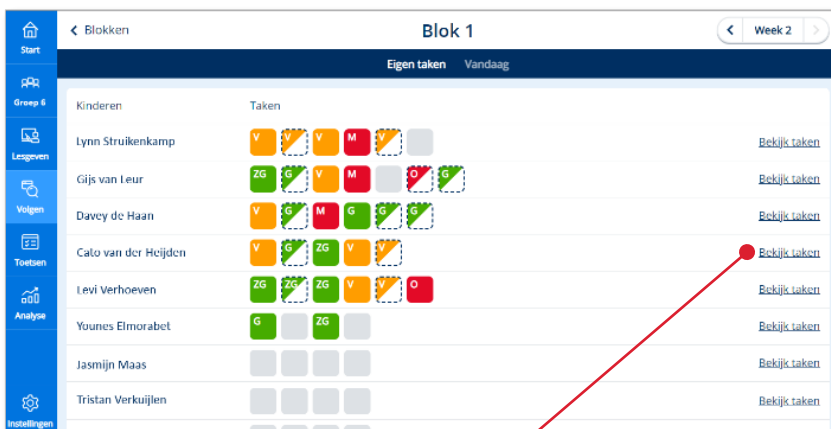 Start
Groep 6
Lesgeven
Volgen
Toetsen
Analyse
Instellingen
Blokken
Blok 1
Week 2
Eigen taken Vandaag
Kinderen Taken
Lynn Struikenkamp V V V M V Bekijk taken
Gijs van Leur ZG G V M O G Bekijk taken
Davey de Haan V G M G G G Bekijk taken
Cato van der Heijden V G ZG V V Bekijk taken
Levi Verhoeven ZG ZG ZG V V O Bekijk taken
Younes Elmorabet G ZG Bekijk taken
Jasmijn Maas Bekijk taken
Tristan Verkuijlen Bekijk taken